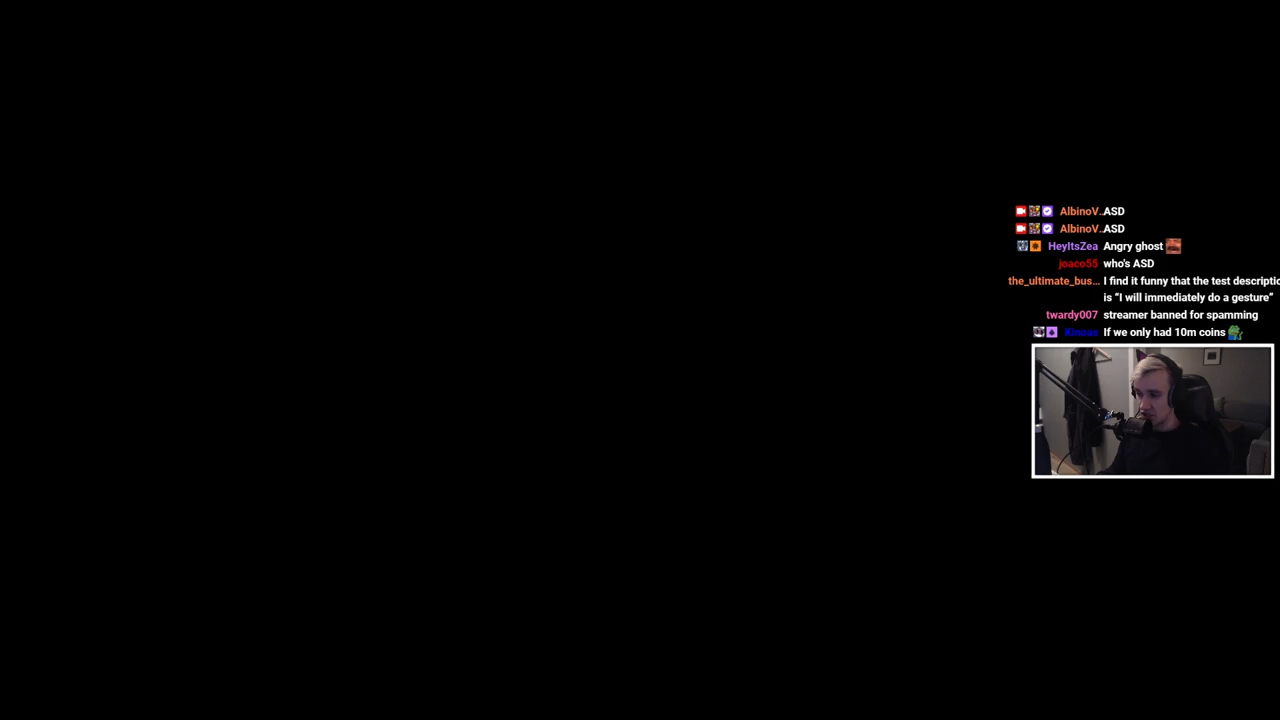 AlbinoV.. ASD
AlbinoV.. ASD
HeyItsZea Angry ghost
joaco55 who's ASD
the_ultimate_bus... I find it funny that the test descriptio
is “I will immediately do a gesture”
twardy007 streamer banned for spamming
If we only had 10m coins